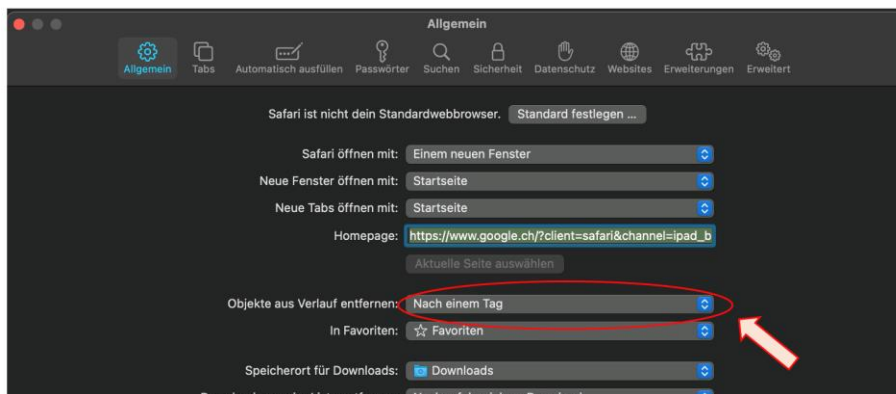 Allgemein
Allgemein Tabs Automatisch ausfüllen Passwörter Suchen Sicherheit Datenschutz Websites Erweiterungen Erweitert
Safari ist nicht dein Standardwebbrowser. Standard festlegen ...
Safari öffnen mit: Einem neuen Fenster
Neue Fenster öffnen mit: Startseite
Neue Tabs öffnen mit: Startseite
Homepage: https://www.google.ch/?client=safari&channel=ipad_b
Aktuelle Seite auswählen
Objekte aus Verlauf entfernen: Nach einem Tag
In Favoriten: Favoriten
Speicherort für Downloads: Downloads